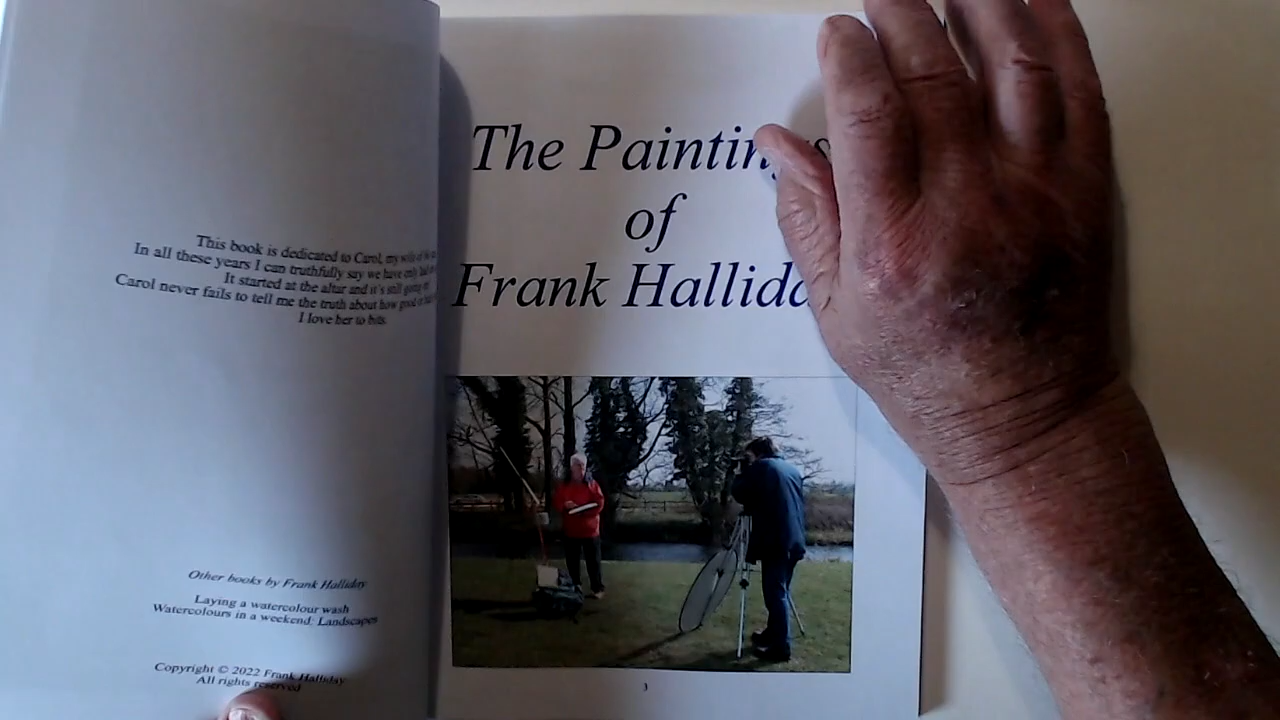 This book is dedicated to Carol, my wife of
In all these years I can truthfully say we have only had
It started at the altar and it's still going
Carol never fails to tell me the truth about how good
I love her to bits.
Other books by Frank Halliday
Laying a watercolour wash
Watercolours in a weekend: Landscapes
Copyright © 2022 Frank Halliday
All rights reserved
The Paintings
of
Frank Hallida
3